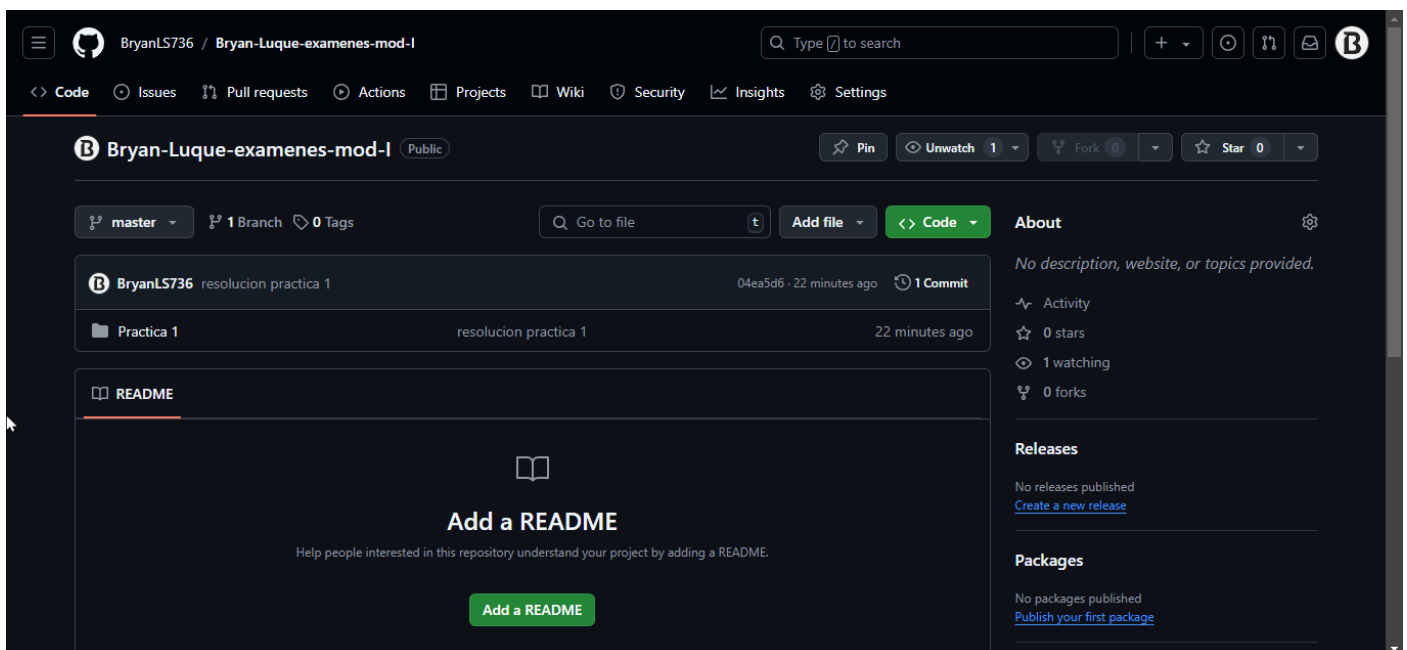 BryanLS736 / Bryan-Luque-examenes-mod-I
Type / to search
B
Code Issues Pull requests Actions Projects Wiki Security Insights Settings
B Bryan-Luque-examenes-mod-I Public
Pin Unwatch 1 Fork 0 Star 0
master 1 Branch 0 Tags Go to file t Add file <> Code
B BryanLS736 resolucion practica 1 04ea5d6 · 22 minutes ago 1 Commit
Practica 1 resolucion practica 1 22 minutes ago
README
Add a README
Help people interested in this repository understand your project by adding a README.
Add a README
About
No description, website, or topics provided.
Activity
0 stars
1 watching
0 forks
Releases
No releases published
Create a new release
Packages
No packages published
Publish your first package